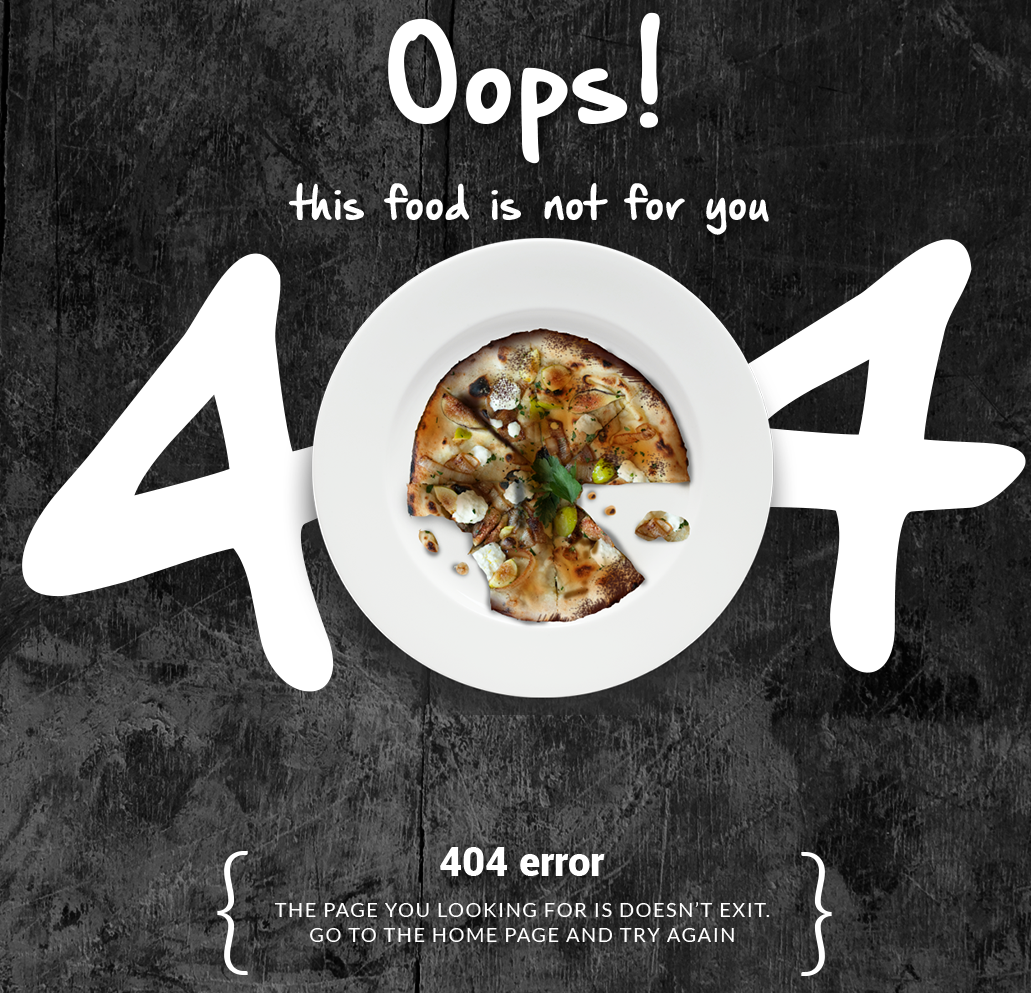 Oops!
this food is not for you
404
404 error
THE PAGE YOU LOOKING FOR IS DOESN'T EXIT.
GO TO THE HOME PAGE AND TRY AGAIN